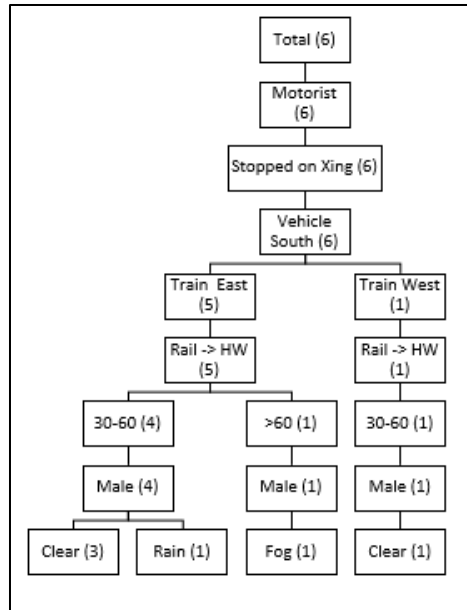 Total (6)
Motorist
(6)
Stopped on Xing (6)
Vehicle
South (6)
Train East
(5)
Train West
(1)
Rail -> HW
(5)
Rail -> HW
(1)
30-60 (4)
>60 (1)
30-60 (1)
Male (4)
Male (1)
Male (1)
Clear (3)
Rain (1)
Fog (1)
Clear (1)